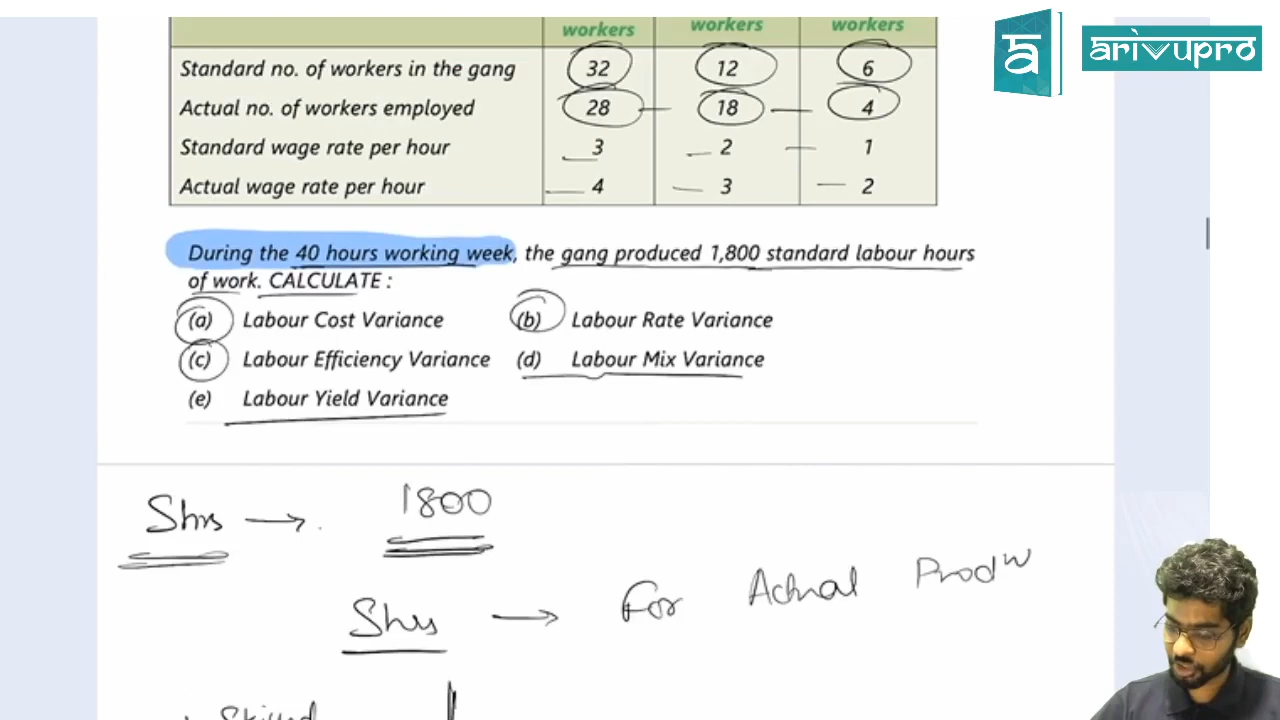 workers workers workers
arivupro
Standard no. of workers in the gang 32 12 6
Actual no. of workers employed 28 18 4
Standard wage rate per hour 3 2 1
Actual wage rate per hour 4 3 2
During the 40 hours working week, the gang produced 1,800 standard labour hours
of work. CALCULATE :
(a) Labour Cost Variance (b) Labour Rate Variance
(c) Labour Efficiency Variance (d) Labour Mix Variance
(e) Labour Yield Variance
Shrs → 1800
Shrs → For Actual Prodn